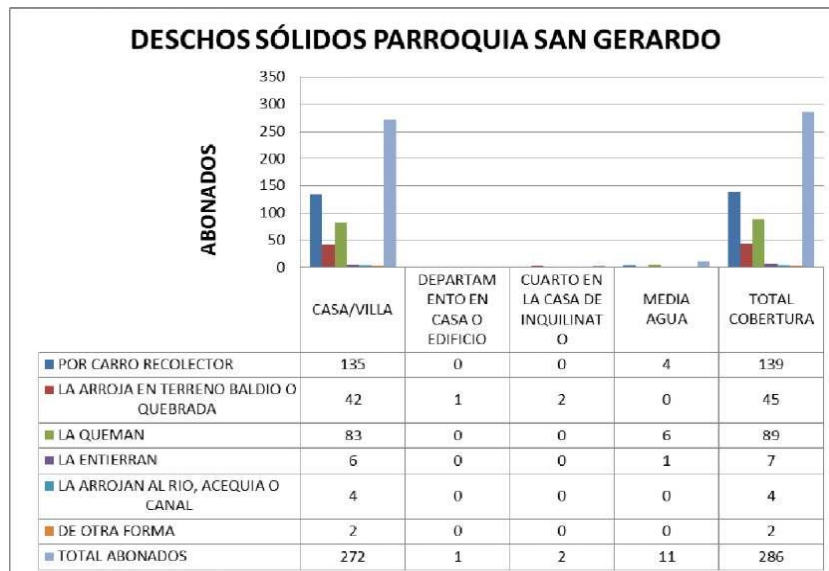 DESCHOS SÓLIDOS PARROQUIA SAN GERARDO
ABONADOS
350
300
250
200
150
100
50
0
CASA/VILLA
DEPARTAM
ENTO EN
CASA O
EDIFICIO
CUARTO EN
LA CASA DE
INQUILINAT
O
MEDIA
AGUA
TOTAL
COBERTURA
POR CARRO RECOLECTOR 135 0 0 4 139
LA ARROJA EN TERRENO BALDIO O
QUEBRADA 42 1 2 0 45
LA QUEMAN 83 0 0 6 89
LA ENTIERRAN 6 0 0 1 7
LA ARROJAN AL RIO, ACEQUIA O
CANAL 4 0 0 0 4
DE OTRA FORMA 2 0 0 0 2
TOTAL ABONADOS 272 1 2 11 286